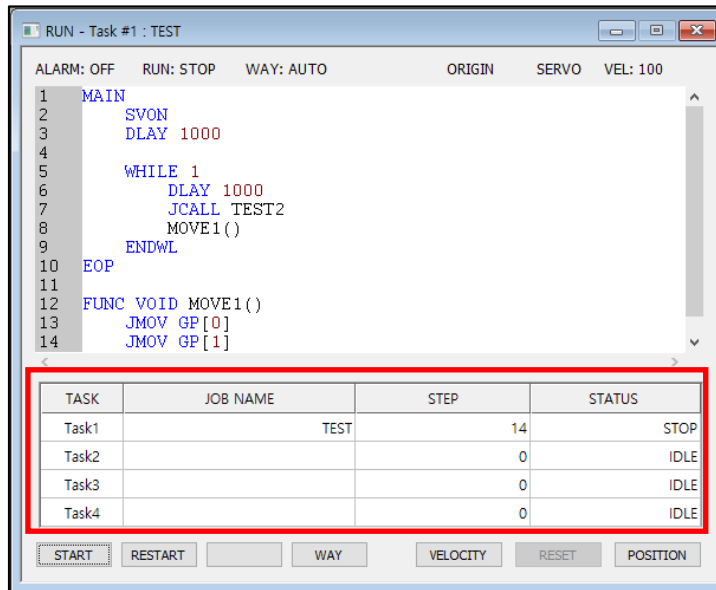 RUN - Task #1 : TEST
ALARM: OFF RUN: STOP WAY: AUTO ORIGIN SERVO VEL: 100
1 MAIN
2 SVON
3 DLAY 1000
4
5 WHILE 1
6 DLAY 1000
7 JCALL TEST2
8 MOVE1()
9 ENDWL
10 EOP
11
12 FUNC VOID MOVE1()
13 JMOV GP[0]
14 JMOV GP[1]
TASK JOB NAME STEP STATUS
Task1 TEST 14 STOP
Task2 0 IDLE
Task3 0 IDLE
Task4 0 IDLE
START RESTART WAY VELOCITY RESET POSITION